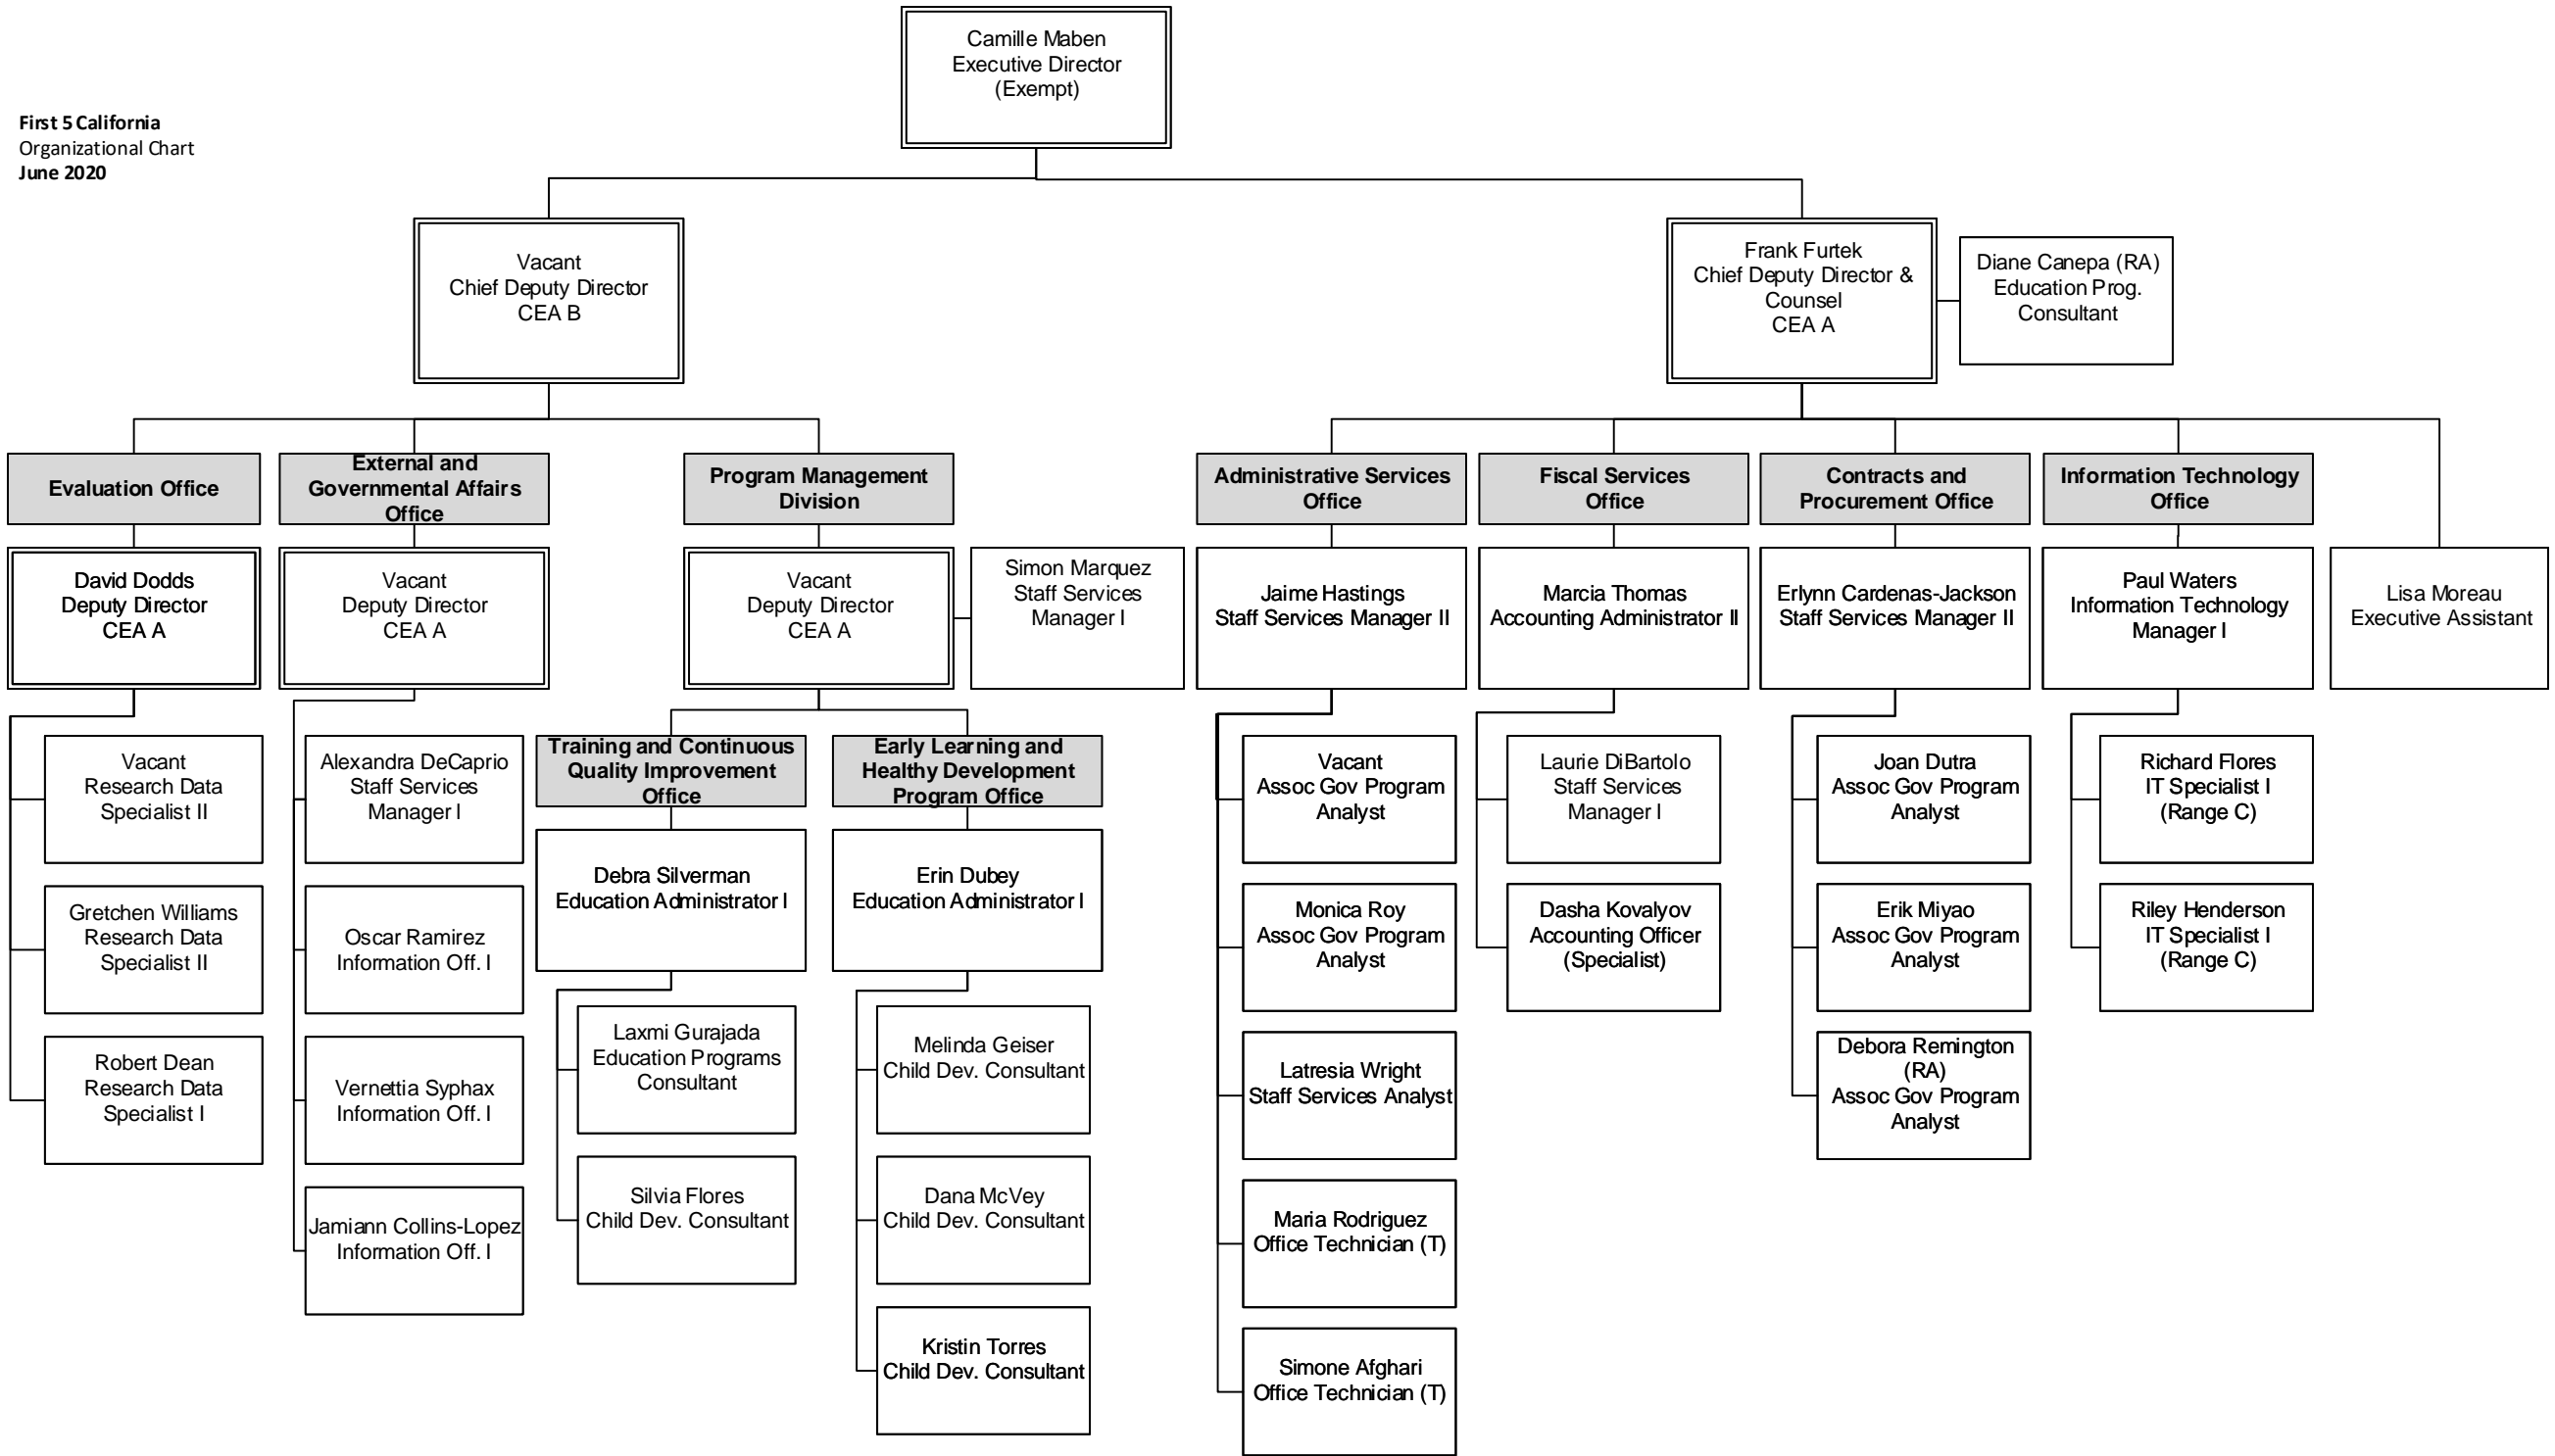 Camille Maben
Executive Director
(Exempt)
First 5 California
Organizational Chart
June 2020
Vacant
Chief Deputy Director
CEA B
Frank Furtek
Chief Deputy Director &
Counsel
CEA A
Diane Canepa (RA)
Education Prog.
Consultant
Evaluation Office
External and
Governmental Affairs
Office
Program Management
Division
Administrative Services
Office
Fiscal Services
Office
Contracts and
Procurement Office
Information Technology
Office
David Dodds
Deputy Director
CEA A
Vacant
Deputy Director
CEA A
Vacant
Deputy Director
CEA A
Simon Marquez
Staff Services
Manager I
Jaime Hastings
Staff Services Manager II
Marcia Thomas
Accounting Administrator II
Erlynn Cardenas-Jackson
Staff Services Manager II
Paul Waters
Information Technology
Manager I
Lisa Moreau
Executive Assistant
Vacant
Research Data
Specialist II
Gretchen Williams
Research Data
Specialist II
Robert Dean
Research Data
Specialist I
Alexandra DeCaprio
Staff Services
Manager I
Oscar Ramirez
Information Off. I
Vernettia Syphax
Information Off. I
Jamiann Collins-Lopez
Information Off. I
Training and Continuous
Quality Improvement
Office
Debra Silverman
Education Administrator I
Laxmi Gurajada
Education Programs
Consultant
Silvia Flores
Child Dev. Consultant
Early Learning and
Healthy Development
Program Office
Erin Dubey
Education Administrator I
Melinda Geiser
Child Dev. Consultant
Dana McVey
Child Dev. Consultant
Kristin Torres
Child Dev. Consultant
Vacant
Assoc Gov Program
Analyst
Monica Roy
Assoc Gov Program
Analyst
Latresia Wright
Staff Services Analyst
Maria Rodriguez
Office Technician (T)
Simone Afghari
Office Technician (T)
Laurie DiBartolo
Staff Services
Manager I
Dasha Kovalyov
Accounting Officer
(Specialist)
Joan Dutra
Assoc Gov Program
Analyst
Erik Miyao
Assoc Gov Program
Analyst
Debora Remington
(RA)
Assoc Gov Program
Analyst
Richard Flores
IT Specialist I
(Range C)
Riley Henderson
IT Specialist I
(Range C)